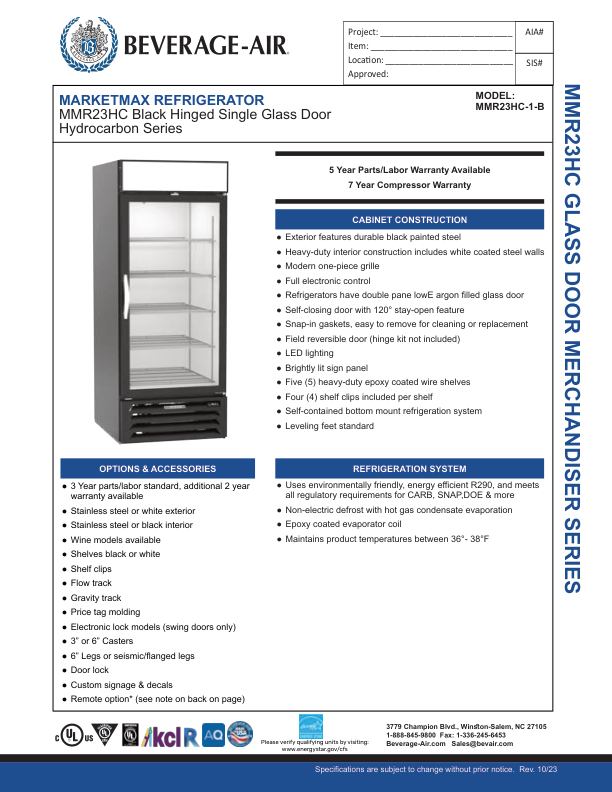 BEVERAGE-AIR®
Project:
Item:
Location:
Approved:
AIA#
SIS#
MARKETMAX REFRIGERATOR
MMR23HC Black Hinged Single Glass Door
Hydrocarbon Series
MODEL:
MMR23HC-1-B
MMR23HC GLASS DOOR MERCHANDISER SERIES
5 Year Parts/Labor Warranty Available
7 Year Compressor Warranty
CABINET CONSTRUCTION
● Exterior features durable black painted steel
● Heavy-duty interior construction includes white coated steel walls
● Modern one-piece grille
● Full electronic control
● Refrigerators have double pane lowE argon filled glass door
● Self-closing door with 120° stay-open feature
● Snap-in gaskets, easy to remove for cleaning or replacement
● Field reversible door (hinge kit not included)
● LED lighting
● Brightly lit sign panel
● Five (5) heavy-duty epoxy coated wire shelves
● Four (4) shelf clips included per shelf
● Self-contained bottom mount refrigeration system
● Leveling feet standard
OPTIONS & ACCESSORIES
● 3 Year parts/labor standard, additional 2 year
warranty available
● Stainless steel or white exterior
● Stainless steel or black interior
● Wine models available
● Shelves black or white
● Shelf clips
● Flow track
● Gravity track
● Price tag molding
● Electronic lock models (swing doors only)
● 3” or 6” Casters
● 6” Legs or seismic/flanged legs
● Door lock
● Custom signage & decals
● Remote option* (see note on back on page)
REFRIGERATION SYSTEM
● Uses environmentally friendly, energy efficient R290, and meets
all regulatory requirements for CARB, SNAP,DOE & more
● Non-electric defrost with hot gas condensate evaporation
● Epoxy coated evaporator coil
● Maintains product temperatures between 36°- 38°F
c UL US
kcl
AQ
USA
Please verify qualifying units by visiting:
www.energystar.gov/cfs
3779 Champion Blvd., Winston-Salem, NC 27105
1-888-845-9800 Fax: 1-336-245-6453
Beverage-Air.com Sales@bevair.com
Specifications are subject to change without prior notice. Rev. 10/23